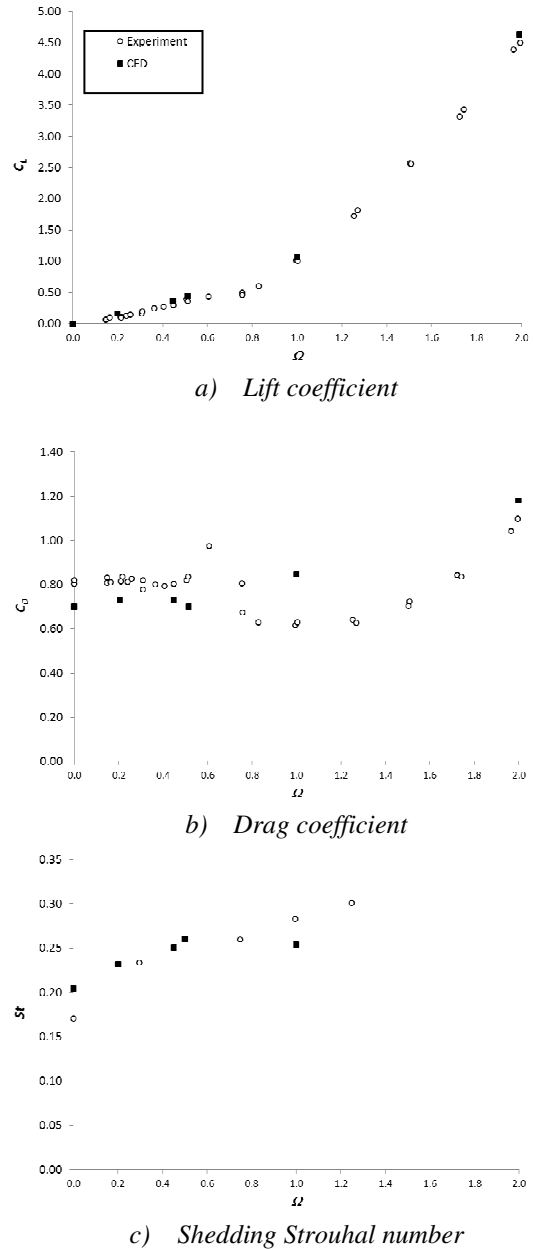 5.00
4.50
4.00
3.50
3.00
2.50
2.00
1.50
1.00
0.50
0.00
C_L
Experiment
CFD
0.0 0.2 0.4 0.6 0.8 1.0 1.2 1.4 1.6 1.8 2.0
Ω
a) Lift coefficient
1.40
1.20
1.00
0.80
0.60
0.40
0.20
0.00
C_D
0.0 0.2 0.4 0.6 0.8 1.0 1.2 1.4 1.6 1.8 2.0
Ω
b) Drag coefficient
0.35
0.30
0.25
0.20
0.15
0.10
0.05
0.00
St
0.0 0.2 0.4 0.6 0.8 1.0 1.2 1.4 1.6 1.8 2.0
Ω
c) Shedding Strouhal number